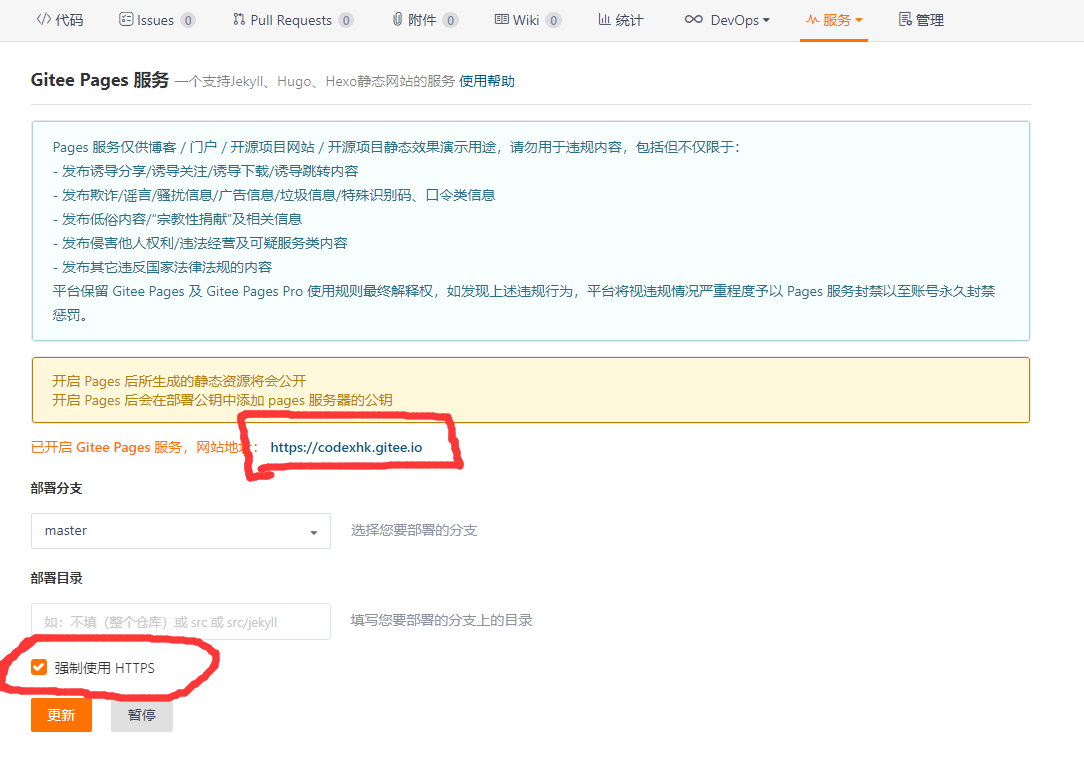 代码 Issues 0 Pull Requests 0 附件 0 Wiki 0 统计 DevOps 服务 管理
Gitee Pages 服务 一个支持Jekyll、Hugo、Hexo静态网站的服务 使用帮助
Pages 服务仅供博客 / 门户 / 开源项目网站 / 开源项目静态效果演示用途，请勿用于违规内容，包括但不仅限于：
- 发布诱导分享/诱导关注/诱导下载/诱导跳转内容
- 发布欺诈/谣言/骚扰信息/广告信息/垃圾信息/特殊识别码、口令类信息
- 发布低俗内容/"宗教性捐献"及相关信息
- 发布侵害他人权利/违法经营及可疑服务类内容
- 发布其它违反国家法律法规的内容
平台保留 Gitee Pages 及 Gitee Pages Pro 使用规则最终解释权，如发现上述违规行为，平台将视违规情况严重程度予以 Pages 服务封禁以至账号永久封禁
惩罚。
开启 Pages 后所生成的静态资源将会公开
开启 Pages 后会在部署公钥中添加 pages 服务器的公钥
已开启 Gitee Pages 服务，网站地址： https://codexhk.gitee.io
部署分支
master 选择您要部署的分支
部署目录
如：不填（整个仓库）或 src 或 src/jekyll 填写您要部署的分支上的目录
强制使用 HTTPS
更新 暂停